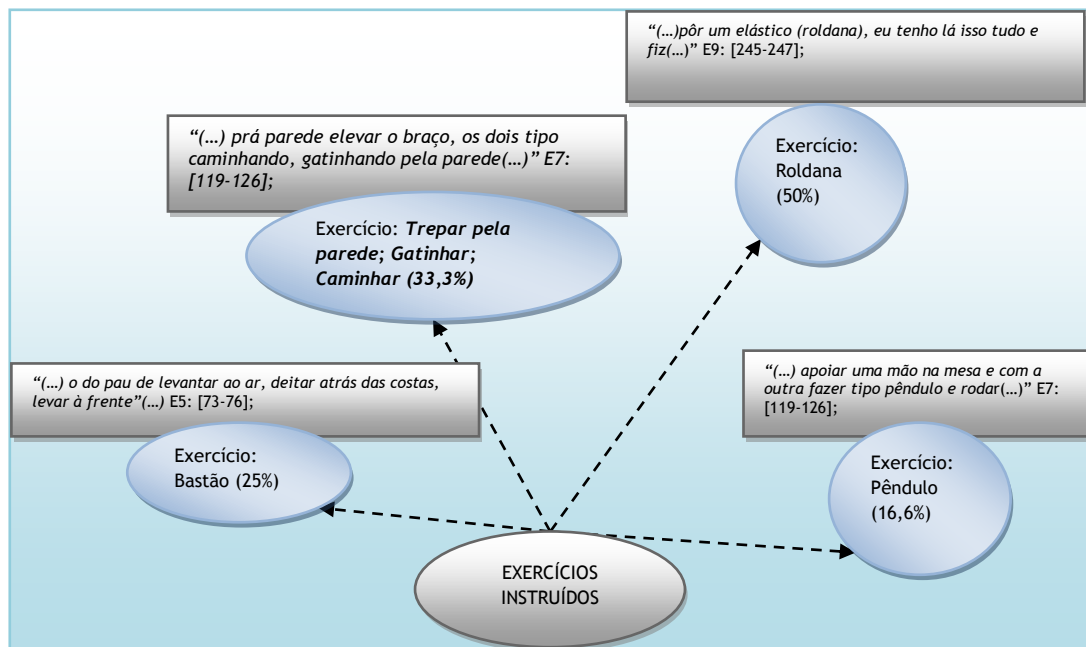 “(…)pôr um elástico (roldana), eu tenho lá isso tudo e
fiz(…)” E9: [245-247];
“(…) prá parede elevar o braço, os dois tipo
caminhando, gatinhando pela parede(…)” E7:
[119-126];
Exercício:
Roldana
(50%)
Exercício: Trepar pela
parede; Gatinhar;
Caminhar (33,3%)
“(…) o do pau de levantar ao ar, deitar atrás das costas,
levar à frente”(…) E5: [73-76];
“(…) apoiar uma mão na mesa e com a
outra fazer tipo pêndulo e rodar(…)” E7:
[119-126];
Exercício:
Bastão (25%)
Exercício:
Pêndulo
(16,6%)
EXERCÍCIOS
INSTRUÍDOS